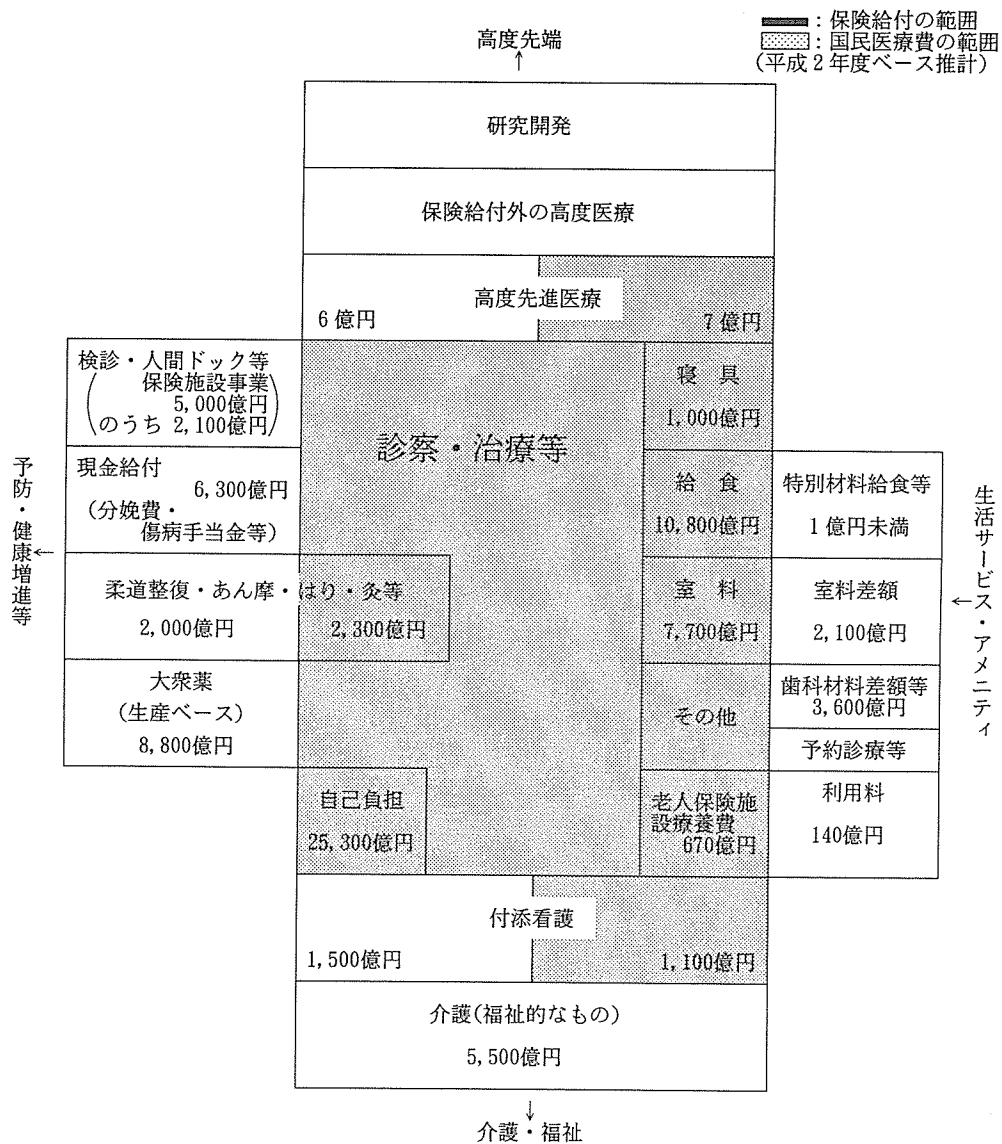 ：保険給付の範囲
：国民医療費の範囲
(平成2年度ベース推計)
高度先端
↑
研究開発
保険給付外の高度医療
高度先進医療
6億円
7億円
検診・人間ドック等
保険施設事業
5,000億円
のうち 2,100億円
現金給付
6,300億円
(分娩費・
傷病手当金等)
柔道整復・あん摩・はり・灸等
2,000億円
2,300億円
大衆薬
(生産ベース)
8,800億円
予防・健康増進等
←
診察・治療等
自己負担
25,300億円
寝具
1,000億円
給食
10,800億円
室料
7,700億円
その他
老人保険施
設療養費
670億円
特別材料給食等
1億円未満
室料差額
2,100億円
歯科材料差額等
3,600億円
予約診療等
利用料
140億円
生活サービス・アメニティ
←
付添看護
1,500億円
1,100億円
介護(福祉的なもの)
5,500億円
↓
介護・福祉